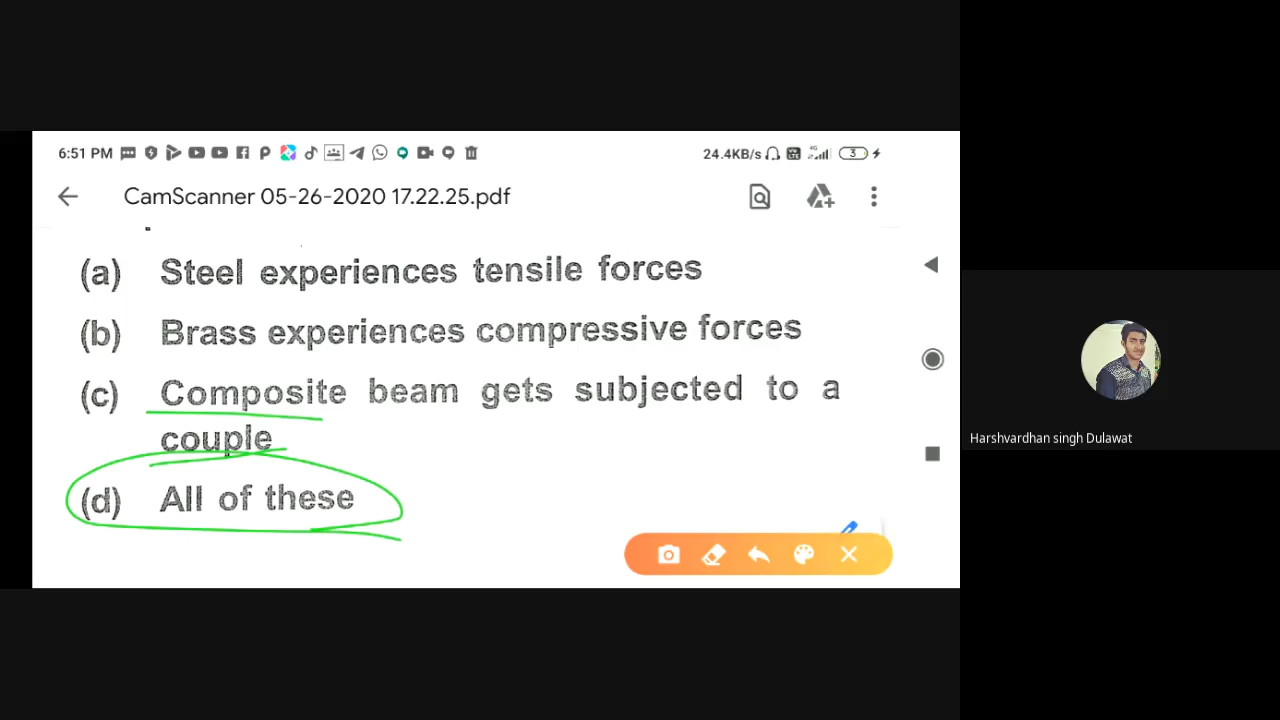 6:51 PM 24.4KB/s 4G 3
CamScanner 05-26-2020 17.22.25.pdf
(a) Steel experiences tensile forces
(b) Brass experiences compressive forces
(c) Composite beam gets subjected to a
couple
(d) All of these
Harshvardhan singh Dulawat